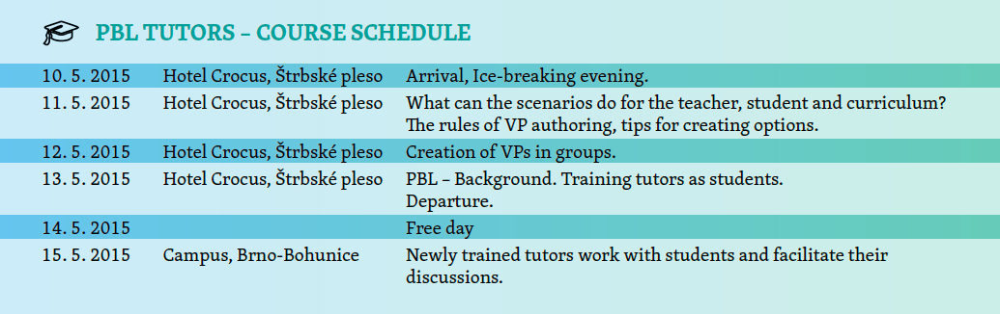 PBL TUTORS – COURSE SCHEDULE
10. 5. 2015 Hotel Crocus, Štrbské pleso Arrival, Ice-breaking evening.
11. 5. 2015 Hotel Crocus, Štrbské pleso What can the scenarios do for the teacher, student and curriculum?
The rules of VP authoring, tips for creating options.
12. 5. 2015 Hotel Crocus, Štrbské pleso Creation of VPs in groups.
13. 5. 2015 Hotel Crocus, Štrbské pleso PBL – Background. Training tutors as students.
Departure.
14. 5. 2015 Free day
15. 5. 2015 Campus, Brno-Bohunice Newly trained tutors work with students and facilitate their
discussions.